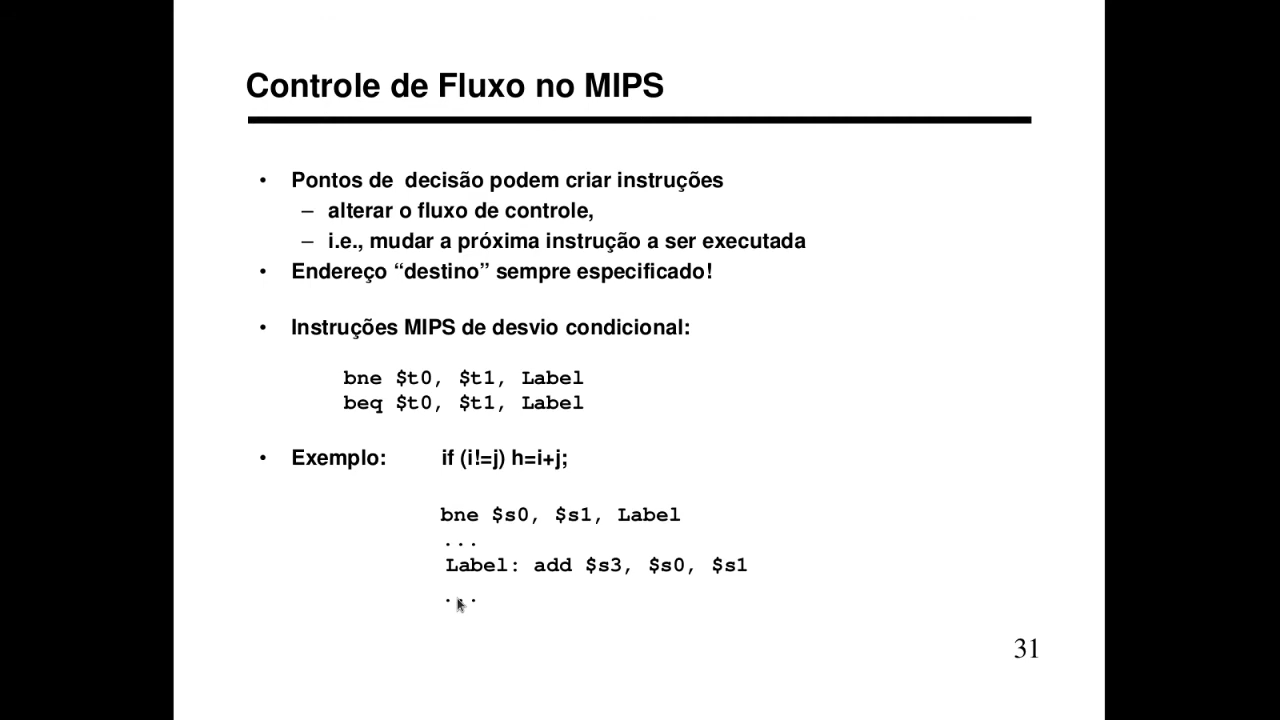 Controle de Fluxo no MIPS
• Pontos de decisão podem criar instruções
– alterar o fluxo de controle,
– i.e., mudar a próxima instrução a ser executada
• Endereço “destino” sempre especificado!
• Instruções MIPS de desvio condicional:
bne $t0, $t1, Label
beq $t0, $t1, Label
• Exemplo: if (i!=j) h=i+j;
bne $s0, $s1, Label
...
Label: add $s3, $s0, $s1
...
31